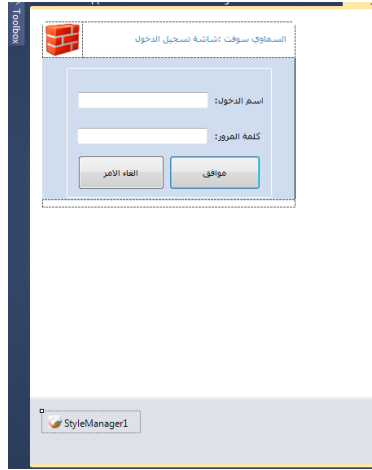 Toolbox
السماوي سوفت :شاشة تسجيل الدخول
اسم الدخول:
كلمة المرور:
موافق
الغاء الامر
StyleManager1